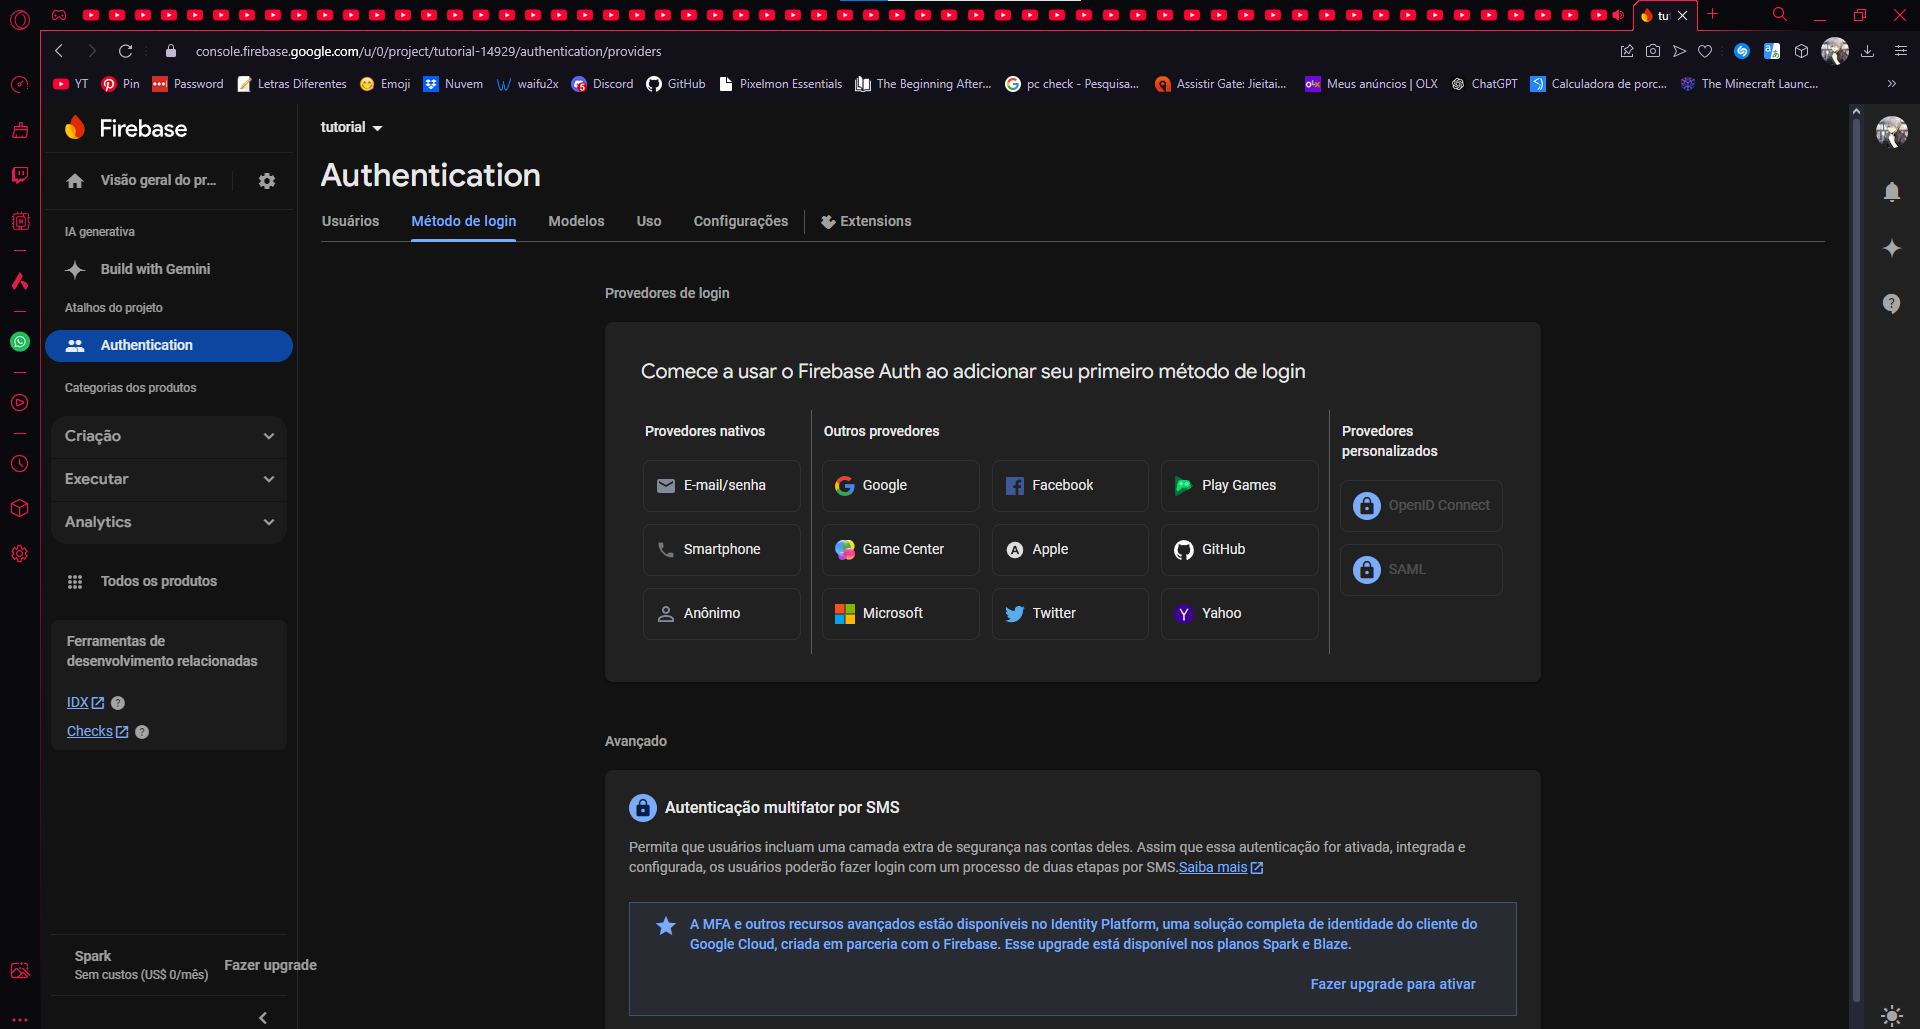 tu
console.firebase.google.com/u/0/project/tutorial-14929/authentication/providers
YT
Pin
Password
Letras Diferentes
Emoji
Nuvem
waifu2x
Discord
GitHub
Pixelmon Essentials
The Beginning After...
pc check - Pesquisa...
Assistir Gate: Jieitai...
Meus anúncios | OLX
ChatGPT
Calculadora de porc...
The Minecraft Launc...
Firebase
Visão geral do pr...
IA generativa
Build with Gemini
Atalhos do projeto
Authentication
Categorias dos produtos
Criação
Executar
Analytics
Todos os produtos
Ferramentas de
desenvolvimento relacionadas
IDX
Checks
Spark
Sem custos (US$ 0/mês)
Fazer upgrade
tutorial
Authentication
Usuários
Método de login
Modelos
Uso
Configurações
Extensions
Provedores de login
Comece a usar o Firebase Auth ao adicionar seu primeiro método de login
Provedores nativos
E-mail/senha
Smartphone
Anônimo
Outros provedores
Google
Facebook
Play Games
Game Center
Apple
GitHub
Microsoft
Twitter
Yahoo
Provedores
personalizados
OpenID Connect
SAML
Avançado
Autenticação multifator por SMS
Permita que usuários incluam uma camada extra de segurança nas contas deles. Assim que essa autenticação for ativada, integrada e
configurada, os usuários poderão fazer login com um processo de duas etapas por SMS.Saiba mais
A MFA e outros recursos avançados estão disponíveis no Identity Platform, uma solução completa de identidade do cliente do
Google Cloud, criada em parceria com o Firebase. Esse upgrade está disponível nos planos Spark e Blaze.
Fazer upgrade para ativar